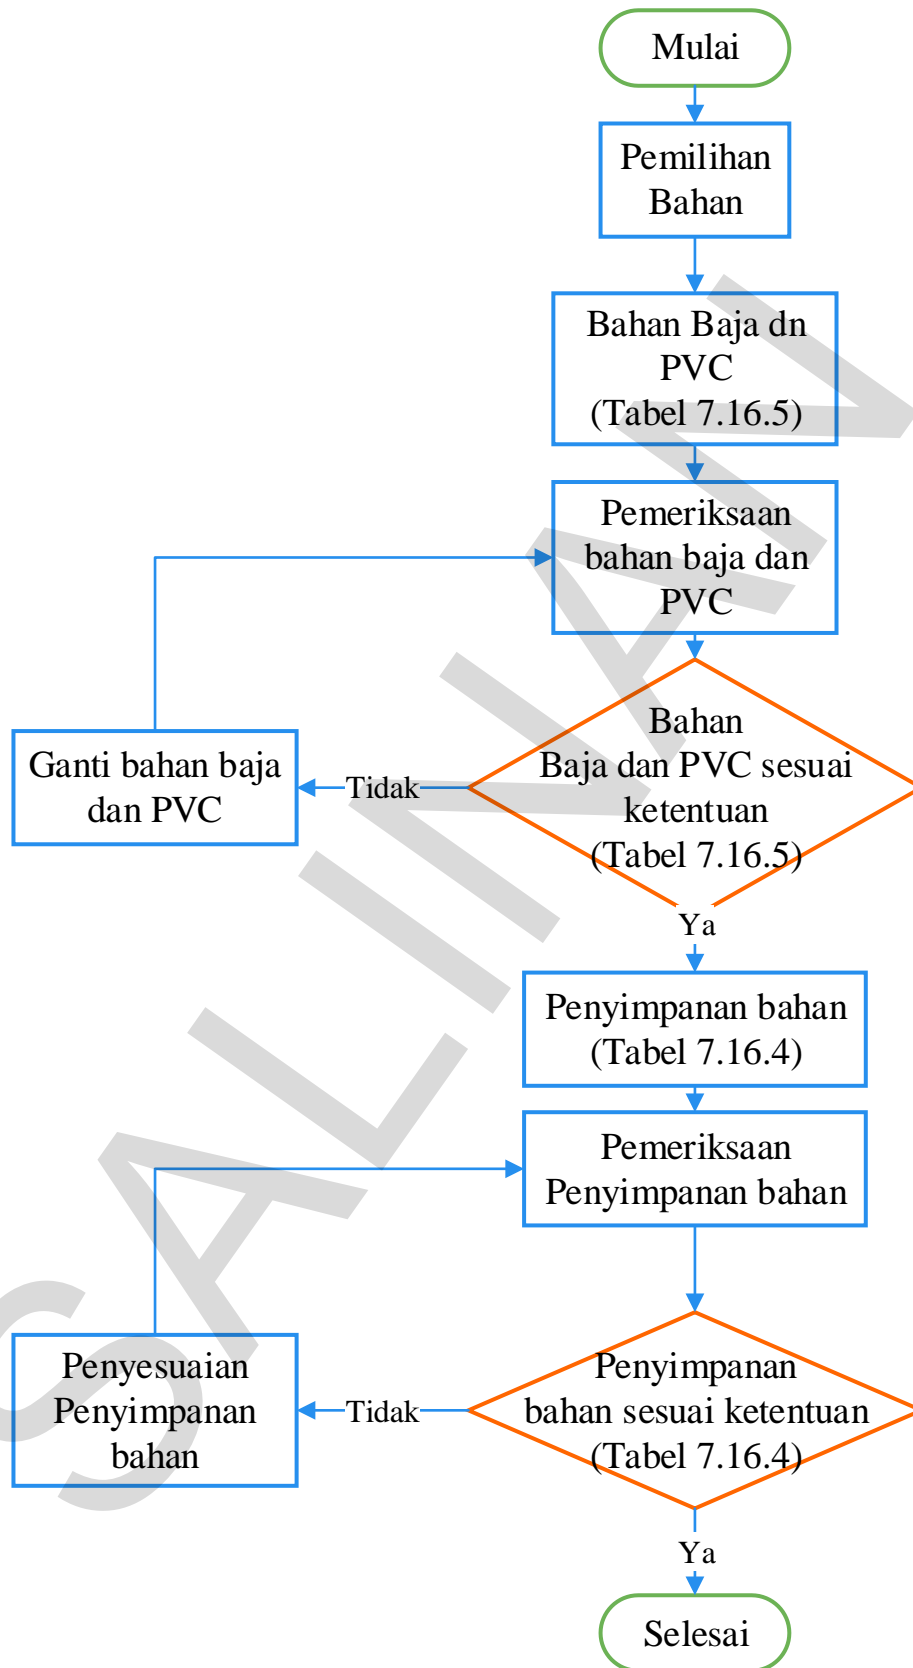 Mulai
Pemilihan
Bahan
Bahan Baja dn
PVC
(Tabel 7.16.5)
Pemeriksaan
bahan baja dan
PVC
Bahan
Baja dan PVC sesuai
ketentuan
(Tabel 7.16.5)
Tidak
Ganti bahan baja
dan PVC
Ya
Penyimpanan bahan
(Tabel 7.16.4)
Pemeriksaan
Penyimpanan bahan
Penyimpanan
bahan sesuai ketentuan
(Tabel 7.16.4)
Tidak
Penyesuaian
Penyimpanan
bahan
Ya
Selesai
SALINAN